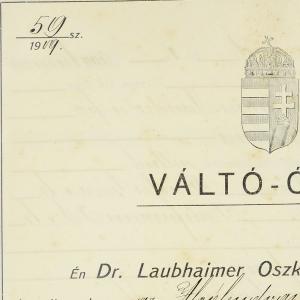 59 sz.
1909.
VÁLTÓ-Ó
Én Dr. Laubhaimer Oszk